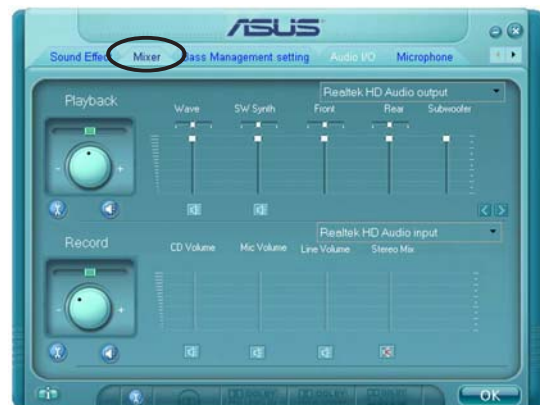 ASUS
Sound Effect Mixer Bass Management setting Audio I/O Microphone
Realtek HD Audio output
Playback
Wave SW Synth Front Rear Subwoofer
- +
Realtek HD Audio input
Record
CD Volume Mic Volume Line Volume Stereo Mix
- +
OK